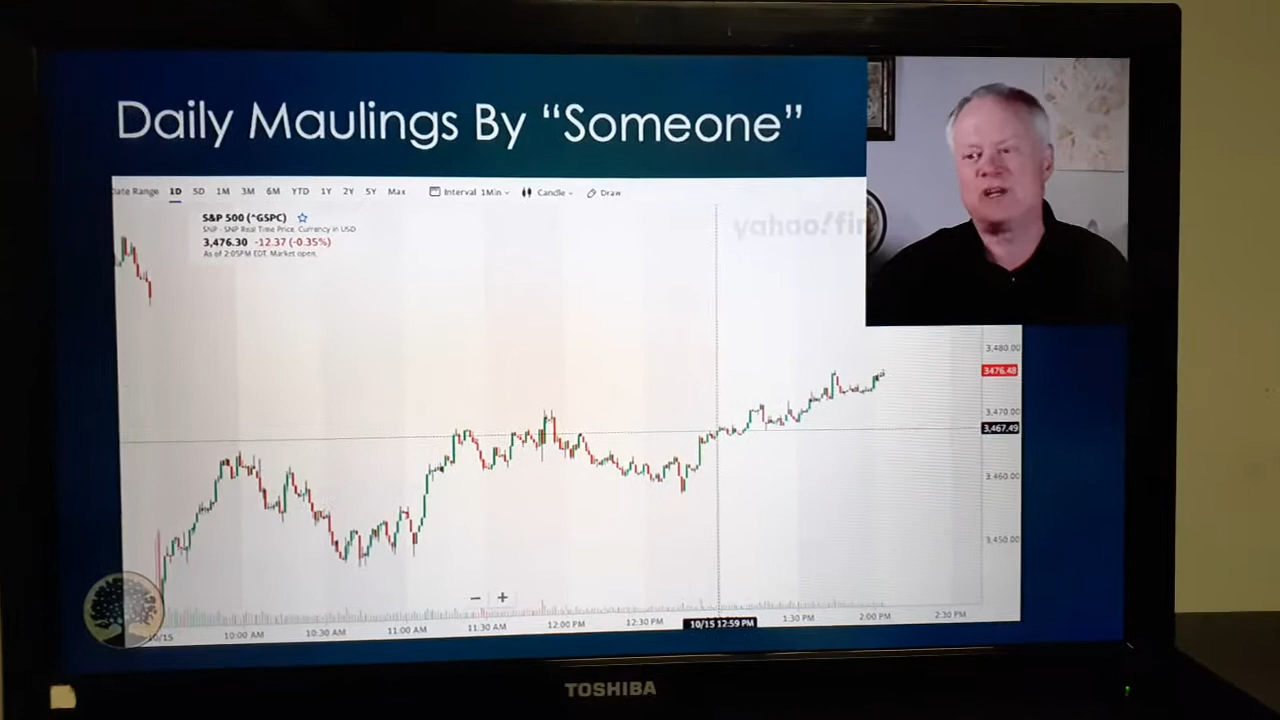 Daily Maulings By “Someone”
Date Range 1D 5D 1M 3M 6M YTD 1Y 2Y 5Y Max Interval 1Min Candle Draw
S&P 500 (^GSPC)
SNP - SNP Real Time Price. Currency in USD
3,476.30 -12.37 (-0.35%)
As of 2:05PM EDT. Market open.
yahoo!fin
3,480.00
3476.48
3,470.00
3,467.49
3,460.00
3,450.00
− +
10/15 10:00 AM 10:30 AM 11:00 AM 11:30 AM 12:00 PM 12:30 PM 10/15 12:59 PM 1:30 PM 2:00 PM 2:30 PM
TOSHIBA